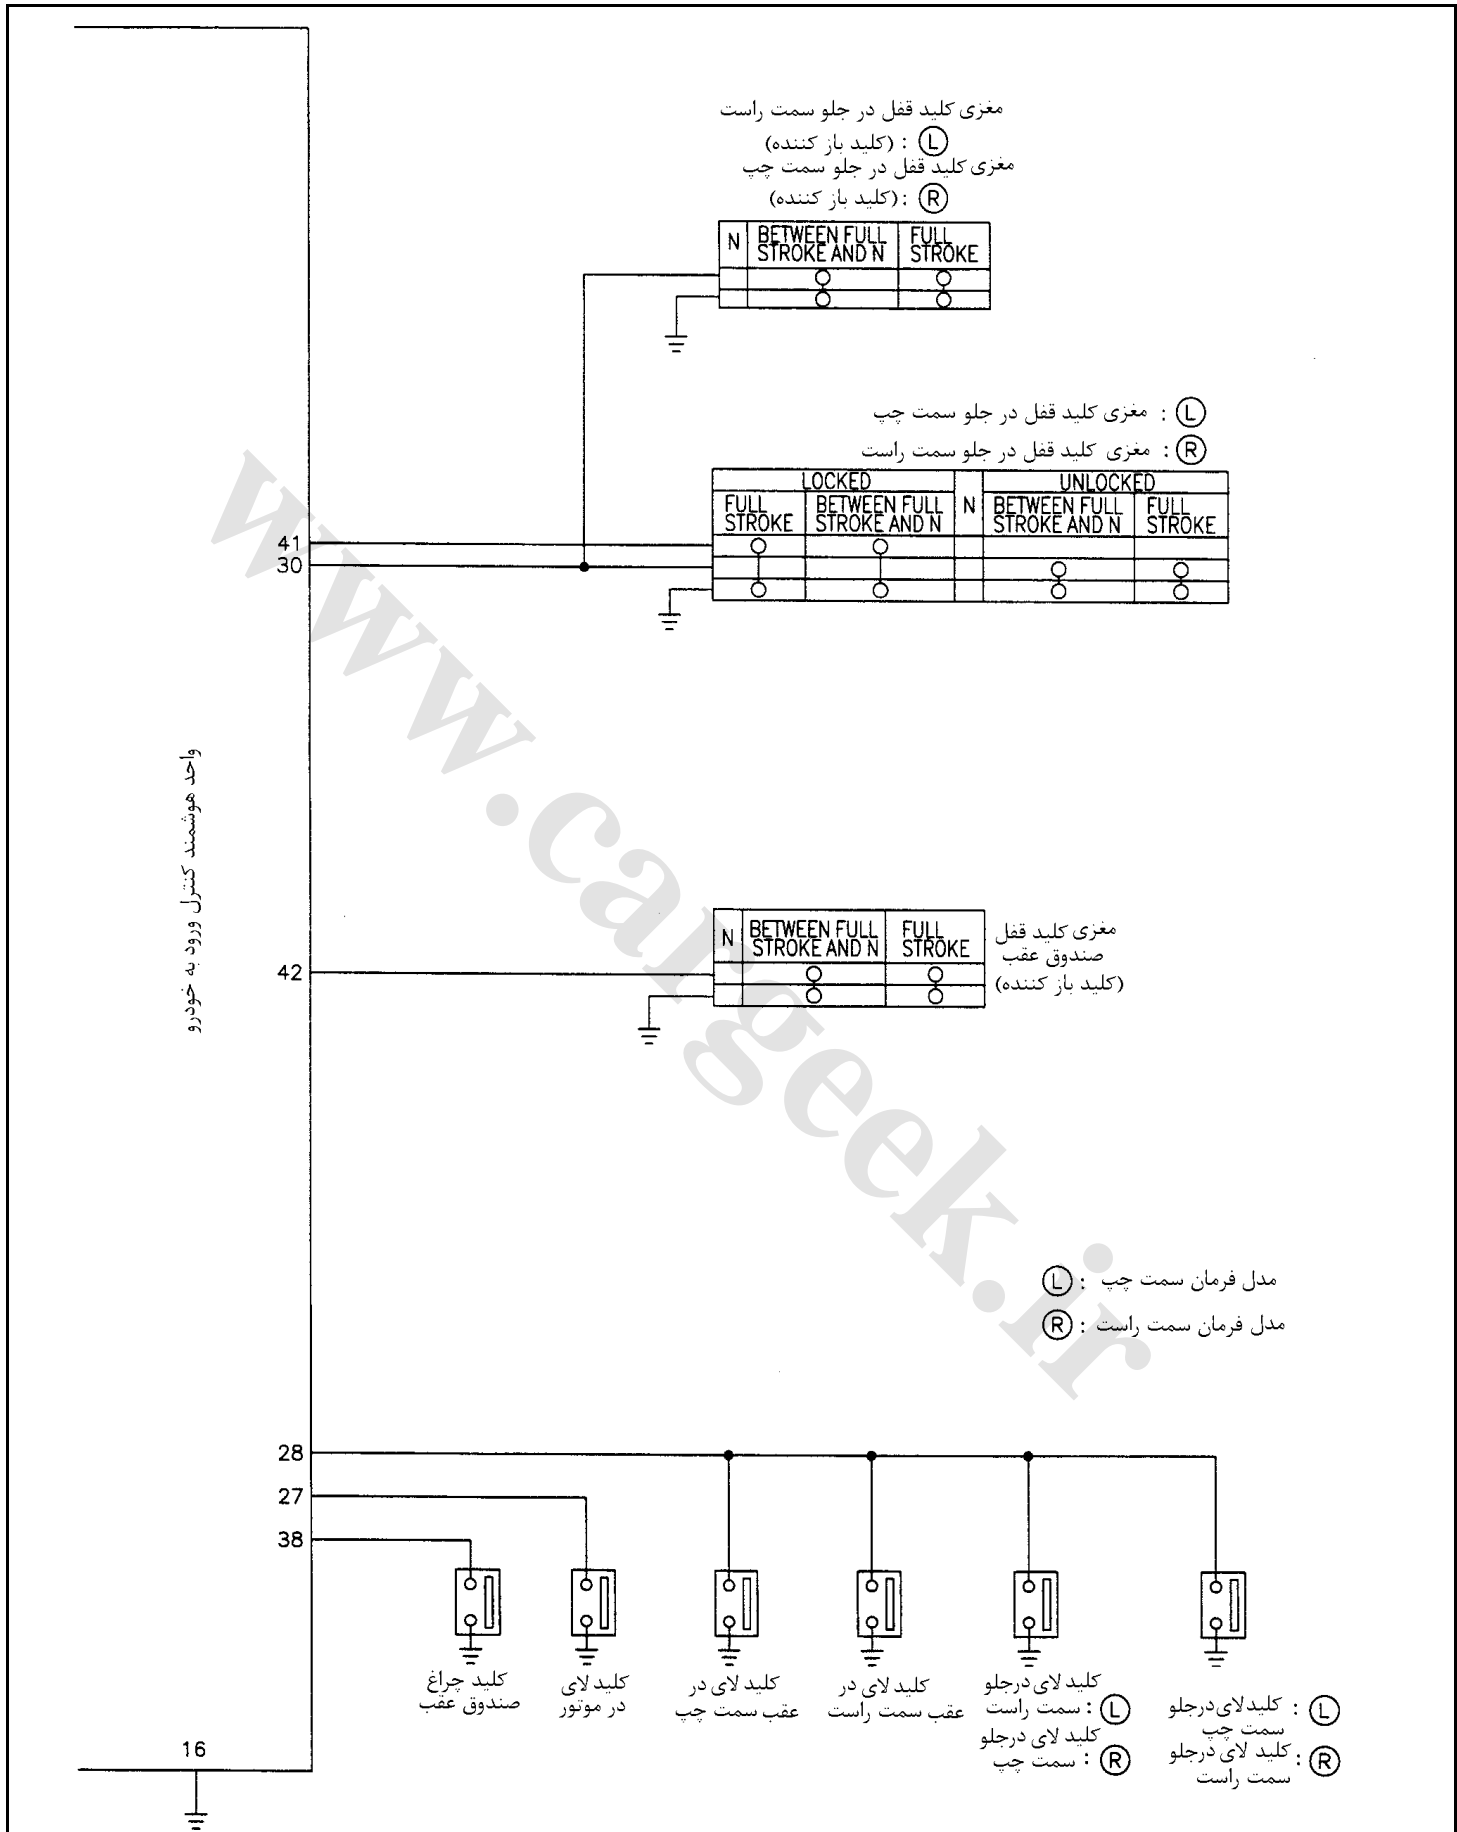 مغزی کلید قفل در جلو سمت راست
(کلید باز کننده) : L
مغزی کلید قفل در جلو سمت چپ
(کلید باز کننده): R
N BETWEEN FULL STROKE AND N FULL STROKE
L : مغزی کلید قفل در جلو سمت چپ
R : مغزی کلید قفل در جلو سمت راست
LOCKED UNLOCKED
FULL STROKE BETWEEN FULL STROKE AND N N BETWEEN FULL STROKE AND N FULL STROKE
41
30
واحد هوشمند کنترل ورود به خودرو
42
N BETWEEN FULL STROKE AND N FULL STROKE
مغزی کلید قفل
صندوق عقب
(کلید باز کننده)
L : مدل فرمان سمت چپ
R : مدل فرمان سمت راست
28
27
38
کلید چراغ
صندوق عقب
کلید لای
در موتور
کلید لای در
عقب سمت چپ
کلید لای در
عقب سمت راست
کلید لای درجلو
L : سمت راست
کلید لای درجلو
R : سمت چپ
L : کلید لای درجلو
سمت چپ
R : کلید لای درجلو
سمت راست
16
www.cargeek.ir